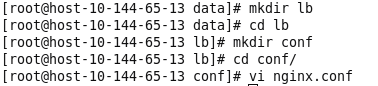 [root@host-10-144-65-13 data]# mkdir lb
[root@host-10-144-65-13 data]# cd lb
[root@host-10-144-65-13 lb]# mkdir conf
[root@host-10-144-65-13 lb]# cd conf/
[root@host-10-144-65-13 conf]# vi nginx.conf